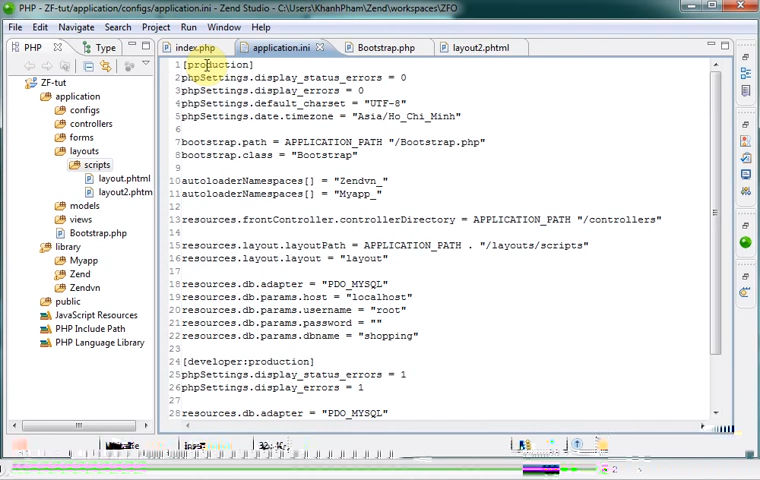 PHP - ZF-tut/application/configs/application.ini - Zend Studio - C:\Users\KhanhPham\Zend\workspaces\ZFO
File Edit Navigate Search Project Run Window Help
PHP
Type
index.php
application.ini
Bootstrap.php
layout2.phtml
ZF-tut
application
configs
controllers
forms
layouts
scripts
layout.phtml
layout2.phtm
models
views
Bootstrap.php
library
Myapp
Zend
Zendvn
public
JavaScript Resources
PHP Include Path
PHP Language Library
1 [production]
2 phpSettings.display_status_errors = 0
3 phpSettings.display_errors = 0
4 phpSettings.default_charset = "UTF-8"
5 phpSettings.date.timezone = "Asia/Ho_Chi_Minh"
6
7 bootstrap.path = APPLICATION_PATH "/Bootstrap.php"
8 bootstrap.class = "Bootstrap"
9
10 autoloaderNamespaces[] = "Zendvn_"
11 autoloaderNamespaces[] = "Myapp_"
12
13 resources.frontController.controllerDirectory = APPLICATION_PATH "/controllers"
14
15 resources.layout.layoutPath = APPLICATION_PATH . "/layouts/scripts"
16 resources.layout.layout = "layout"
17
18 resources.db.adapter = "PDO_MYSQL"
19 resources.db.params.host = "localhost"
20 resources.db.params.username = "root"
21 resources.db.params.password = ""
22 resources.db.params.dbname = "shopping"
23
24 [developer:production]
25 phpSettings.display_status_errors = 1
26 phpSettings.display_errors = 1
27
28 resources.db.adapter = "PDO_MYSQL"
2